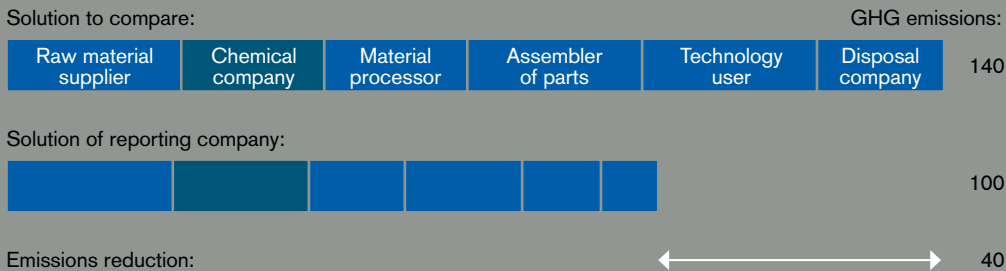 Solution to compare:
GHG emissions:
Raw material
supplier
Chemical
company
Material
processor
Assembler
of parts
Technology
user
Disposal
company
140
Solution of reporting company:
100
Emissions reduction:
40